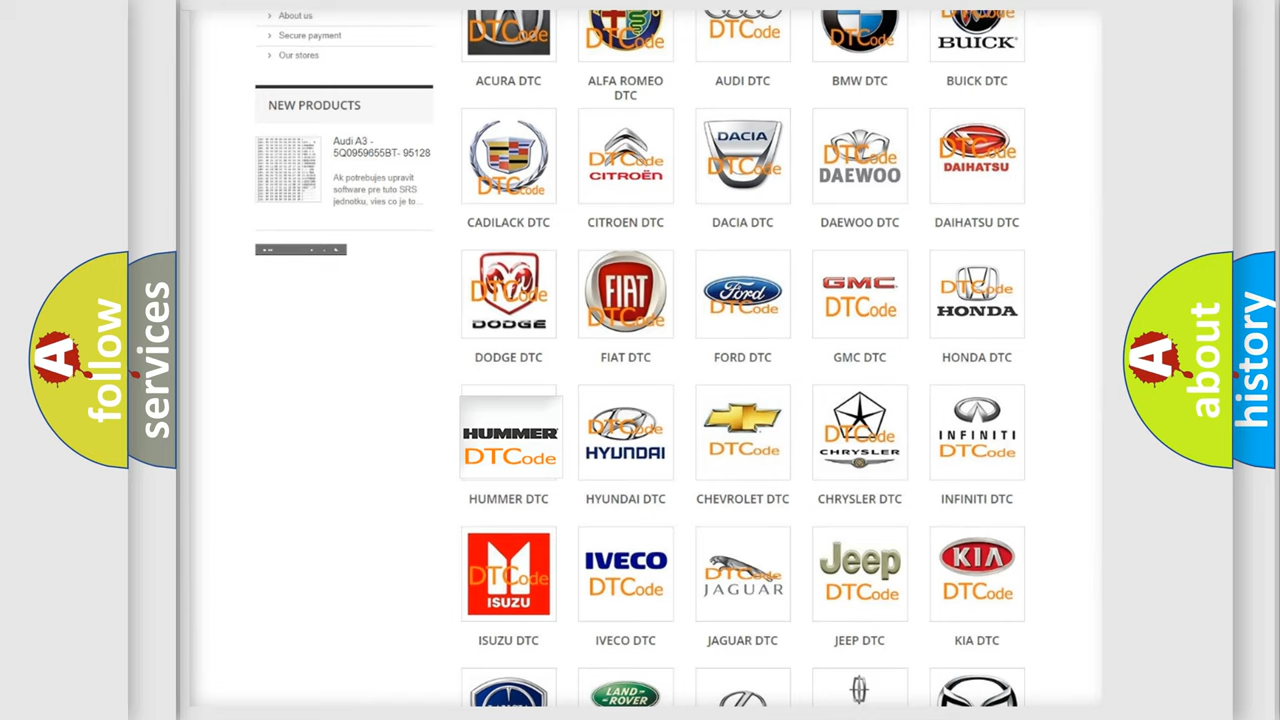 About us
Secure payment
Our stores
NEW PRODUCTS
Audi A3 -
5Q0959655BT- 95128
Ak potrebujes upravit
software pre tuto SRS
jednotku, vies co je to...
DTCode
DTCode
DTCode
DTCode
DTCode
BUICK
ACURA DTC
ALFA ROMEO
DTC
AUDI DTC
BMW DTC
BUICK DTC
DTCode
DTCode
CITROËN
DACIA
DTCode
DTCode
DAEWOO
DTCode
DAIHATSU
CADILACK DTC
CITROEN DTC
DACIA DTC
DAEWOO DTC
DAIHATSU DTC
DTCode
DODGE
FIAT
DTCode
Ford
DTCode
GMC
DTCode
DTCode
HONDA
DODGE DTC
FIAT DTC
FORD DTC
GMC DTC
HONDA DTC
HUMMER
DTCode
DTCode
HYUNDAI
DTCode
DTCode
CHRYSLER
INFINITI
DTCode
HUMMER DTC
HYUNDAI DTC
CHEVROLET DTC
CHRYSLER DTC
INFINITI DTC
DTCode
ISUZU
IVECO
DTCode
DTCode
JAGUAR
Jeep
DTCode
KIA
DTCode
ISUZU DTC
IVECO DTC
JAGUAR DTC
JEEP DTC
KIA DTC
LAND-
ROVER
A follow
services
A about
history